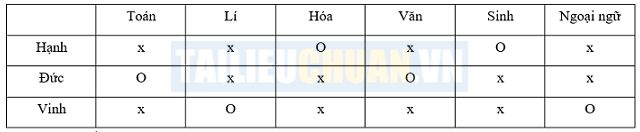 Toán Lí Hóa Văn Sinh Ngoại ngữ
Hạnh x x O x O x
Đức O x x O x x
Vinh x O x x x O
TAILIEUCHUAN.VN